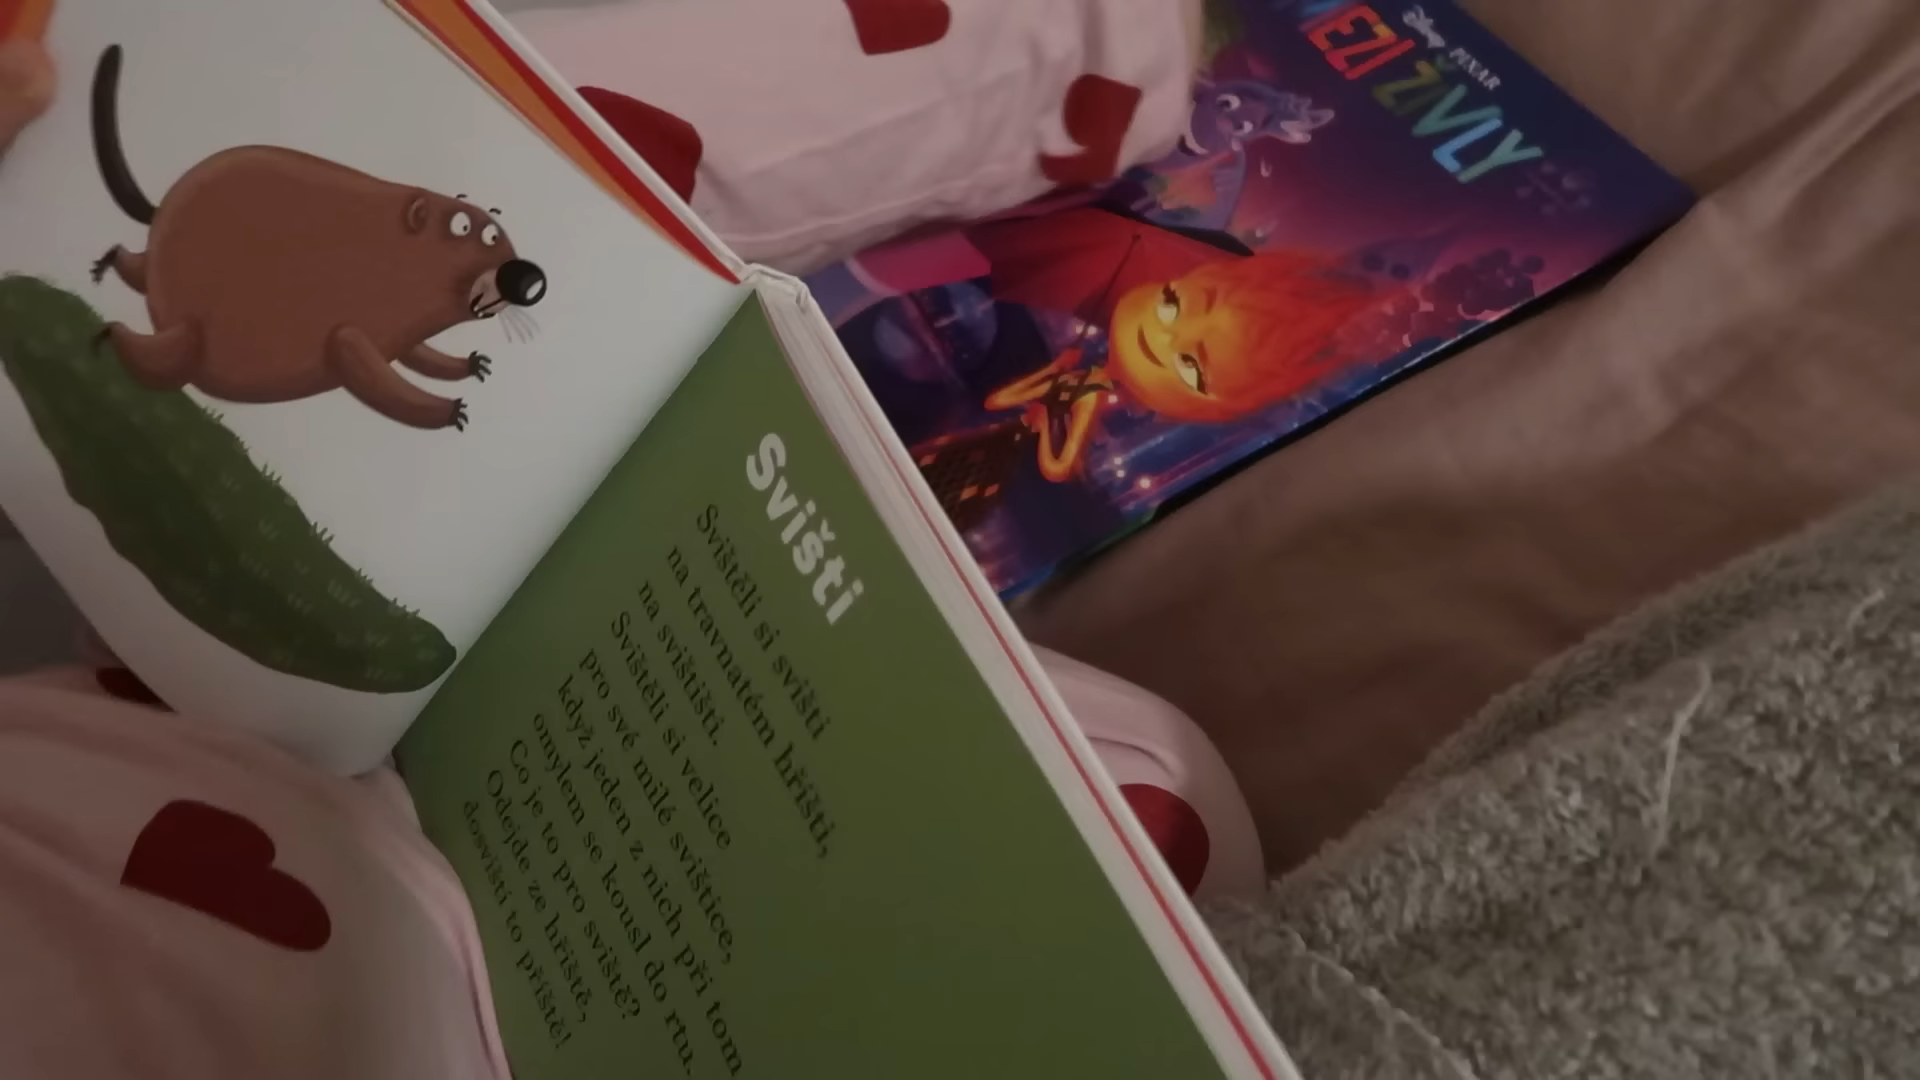 Disney PIXAR
MEZI
ŽIVLY
Svišti
Svištěli si svišti
na travnatém hřišti,
na svištišti.
Svištěli si velice
pro své milé svištice,
když jeden z nich při tom
omylem se kousl do rtu.
Co je to pro sviště?
Odejde ze hřiště,
dosviští to příště!